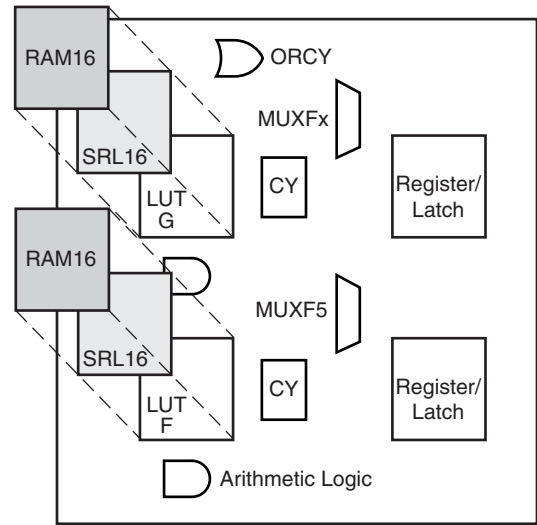 RAM16
ORCY
MUXFx
SRL16
CY
Register/
Latch
LUT
G
RAM16
MUXF5
SRL16
CY
Register/
Latch
LUT
F
Arithmetic Logic